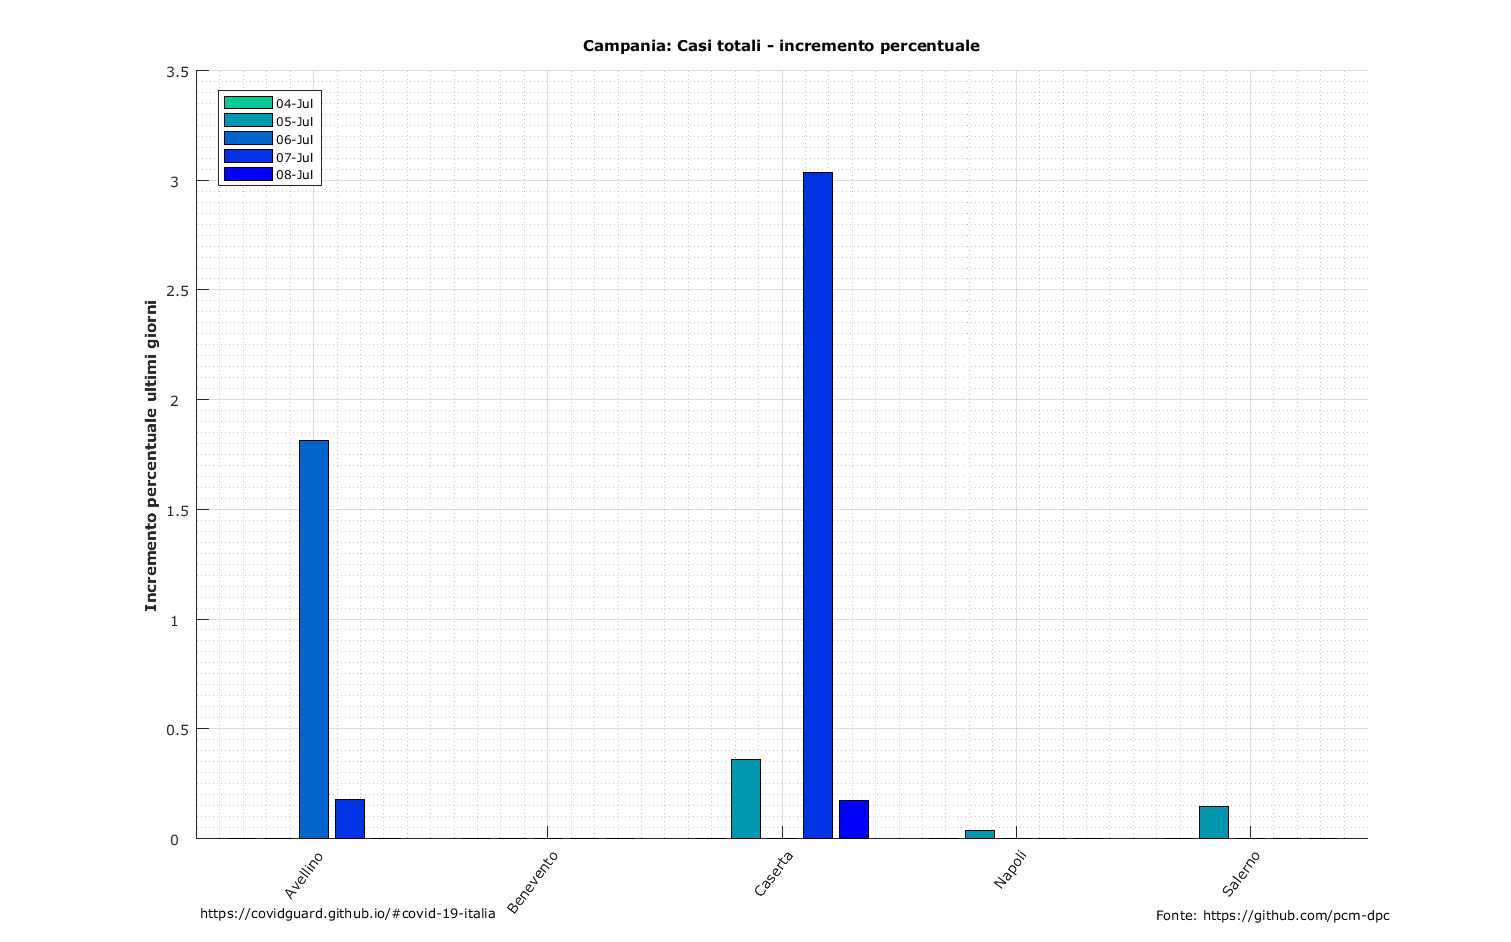 Campania: Casi totali - incremento percentuale
3.5
3
2.5
2
1.5
1
0.5
0
04-Jul
05-Jul
06-Jul
07-Jul
08-Jul
Incremento percentuale ultimi giorni
Avellino
Benevento
Caserta
Napoli
Salerno
https://covidguard.github.io/#covid-19-italia
Fonte: https://github.com/pcm-dpc